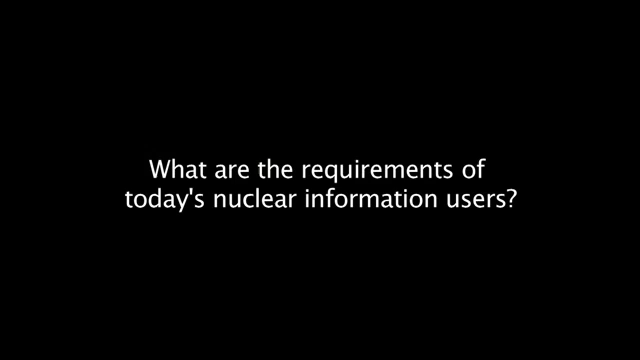 What are the requirements of
today's nuclear information users?